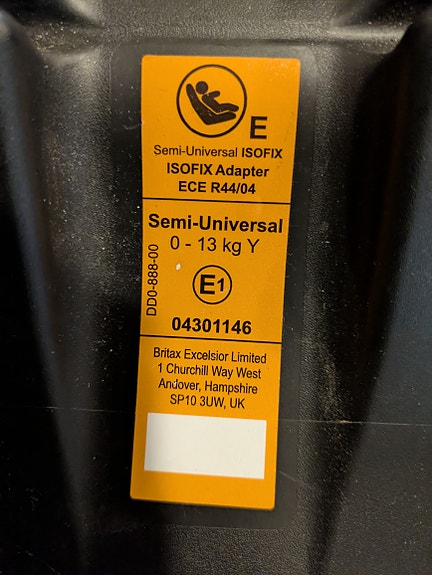 E
Semi-Universal ISOFIX
ISOFIX Adapter
ECE R44/04
Semi-Universal
0 - 13 kg Y
DD0-888-00
E1
04301146
Britax Excelsior Limited
1 Churchill Way West
Andover, Hampshire
SP10 3UW, UK